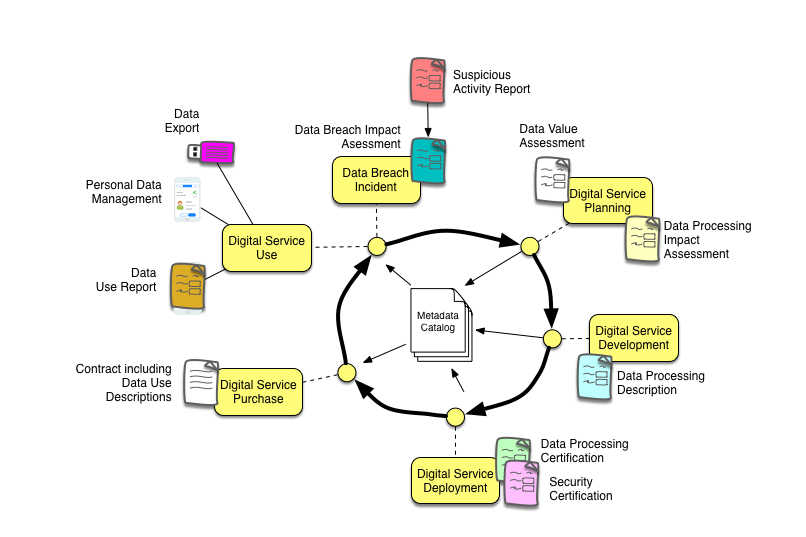 Suspicious
Activity Report
Data
Export
Data Breach Impact
Asessment
Data Value
Assessment
Data Breach
Incident
Personal Data
Management
Digital Service
Planning
Data Processing
Impact
Assessment
Digital Service
Use
Data
Use Report
Metadata
Catalog
Digital Service
Development
Contract including
Data Use
Descriptions
Digital Service
Purchase
Data Processing
Description
Data Processing
Certification
Digital Service
Deployment
Security
Certification